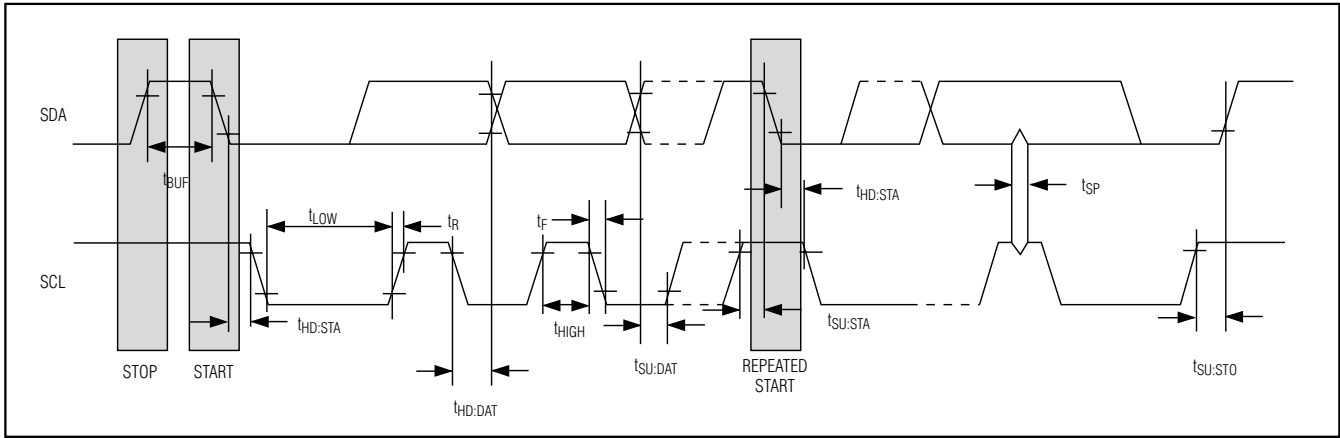 SDA
tBUF
tHD:STA
tSP
tLOW
tR
tF
SCL
tHD:STA
tHIGH
tSU:STA
tSU:DAT
tSU:STO
STOP
START
REPEATED
START
tHD:DAT